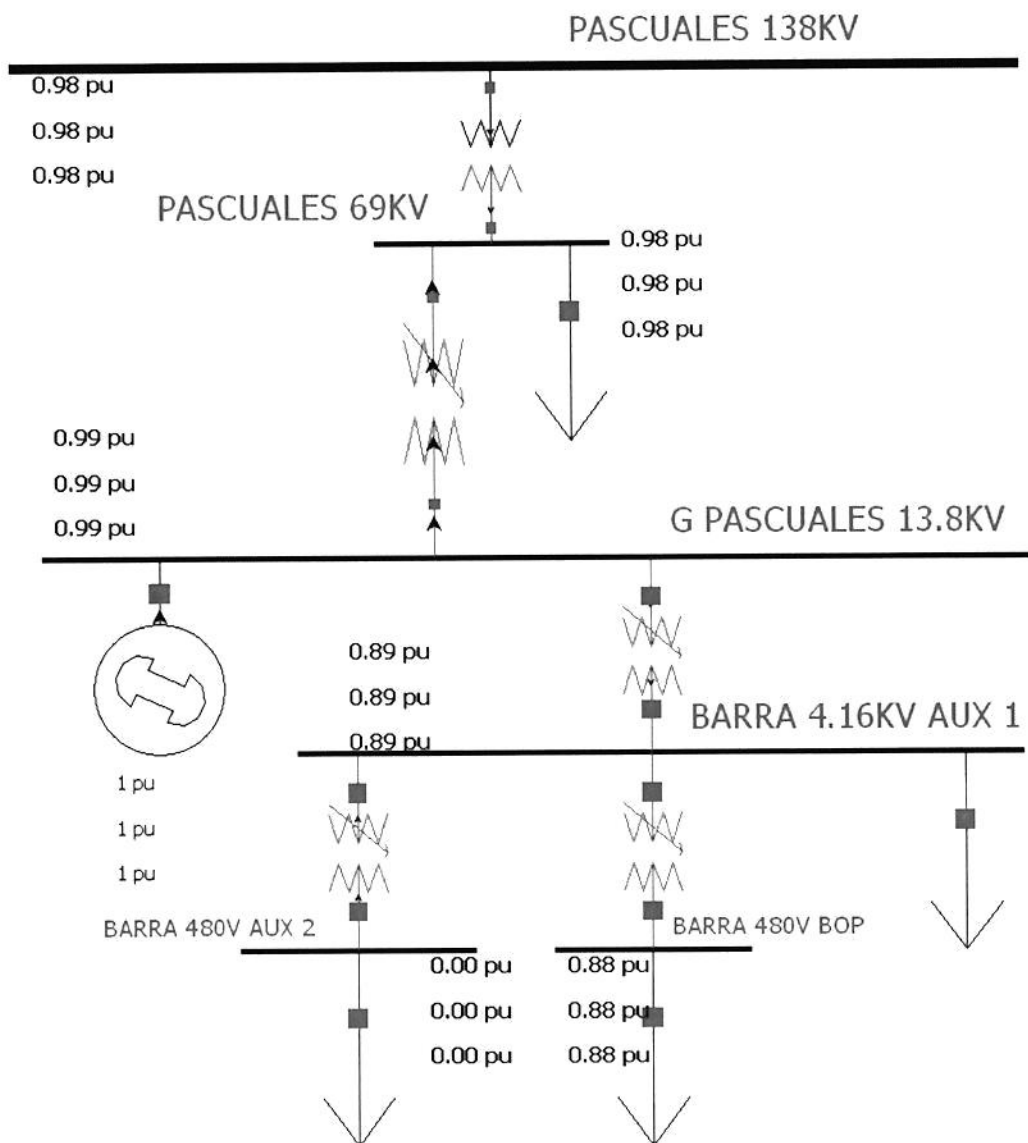 PASCUALES 138KV
0.98 pu
0.98 pu
0.98 pu
PASCUALES 69KV
0.98 pu
0.98 pu
0.98 pu
0.99 pu
0.99 pu
0.99 pu
G PASCUALES 13.8KV
0.89 pu
0.89 pu
0.89 pu
BARRA 4.16KV AUX 1
1 pu
1 pu
1 pu
BARRA 480V AUX 2
BARRA 480V BOP
0.00 pu
0.88 pu
0.00 pu
0.88 pu
0.00 pu
0.88 pu